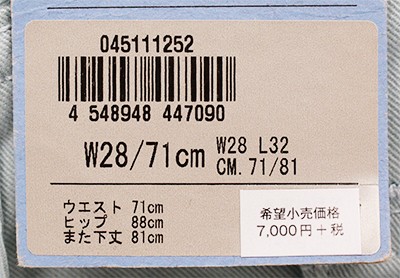 045111252
4 548948 447090
W28/71cm
W28 L32
CM. 71/81
ウエスト 71cm
ヒップ 88cm
また下丈 81cm
希望小売価格
7,000円+税